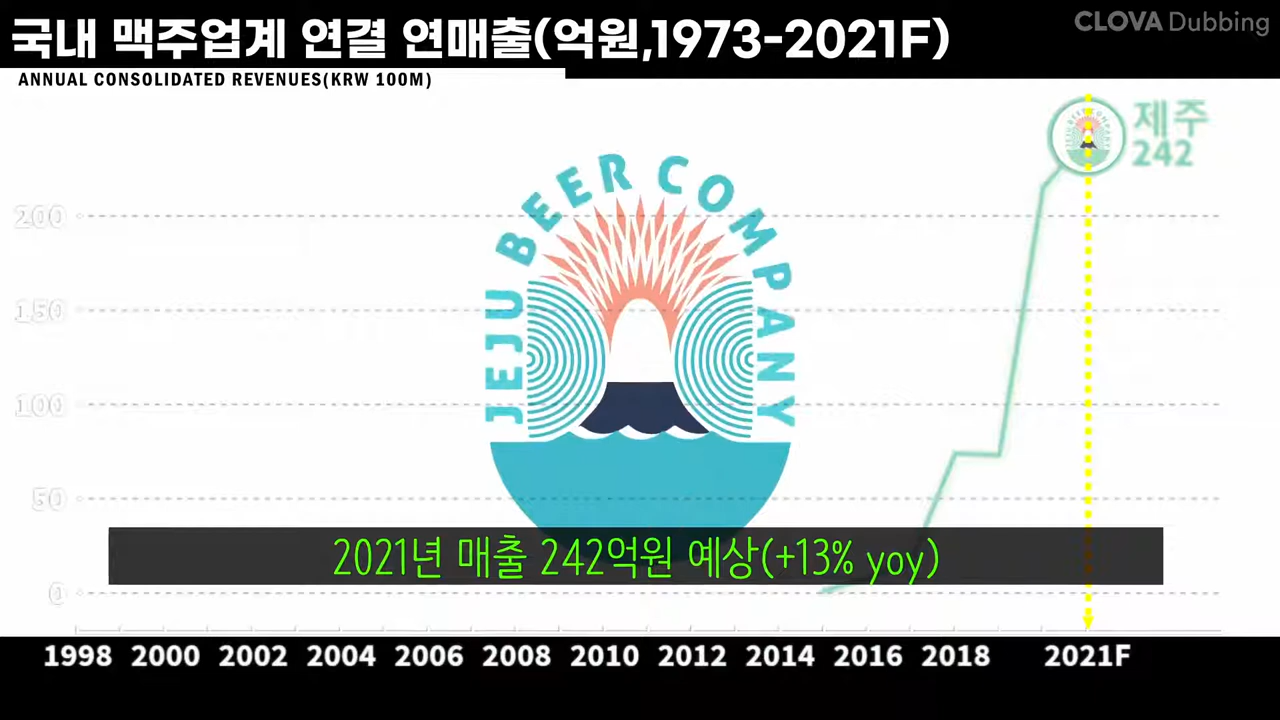 국내 맥주업계 연결 연매출(억원,1973-2021F)
CLOVA Dubbing
ANNUAL CONSOLIDATED REVENUES(KRW 100M)
제주
242
JEJU BEER COMPANY
200
150
100
50
0
2021년 매출 242억원 예상(+13% yoy)
1998 2000 2002 2004 2006 2008 2010 2012 2014 2016 2018 2021F